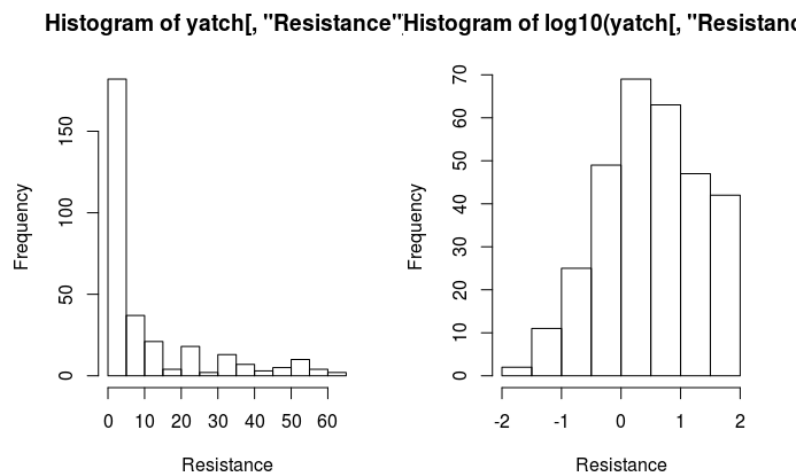 Histogram of yatch[, "Resistance"]
Histogram of log10(yatch[, "Resistanc
Frequency
0
50
100
150
0 10 20 30 40 50 60
Resistance
Frequency
0
10
20
30
40
50
60
70
-2 -1 0 1 2
Resistance